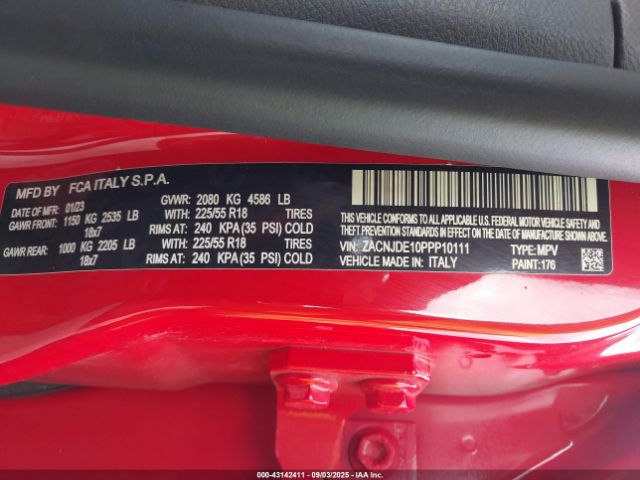 MFD BY FCA ITALY S.P.A.
DATE OF MFR: 01/23 GVWR: 2080 KG 4586 LB
GAWR FRONT: 1150 KG 2535 LB WITH: 225/55 R18 TIRES
18x7 RIMS AT: 240 KPA(35 PSI) COLD
GAWR REAR: 1000 KG 2205 LB WITH: 225/55 R18 TIRES
18x7 RIMS AT: 240 KPA(35 PSI) COLD
THIS VEHICLE CONFORMS TO ALL APPLICABLE U.S. FEDERAL MOTOR VEHICLE SAFETY, BUMPER, AND THEFT
PREVENTION STANDARDS IN EFFECT ON THE DATE OF MANUFACTURE SHOWN ABOVE.
VIN: ZACNJDE10PPP10111 TYPE: MPV
VEHICLE MADE IN: ITALY PAINT: 176
000-43142411 - 09/03/2025 - Copyright IAA, Inc.